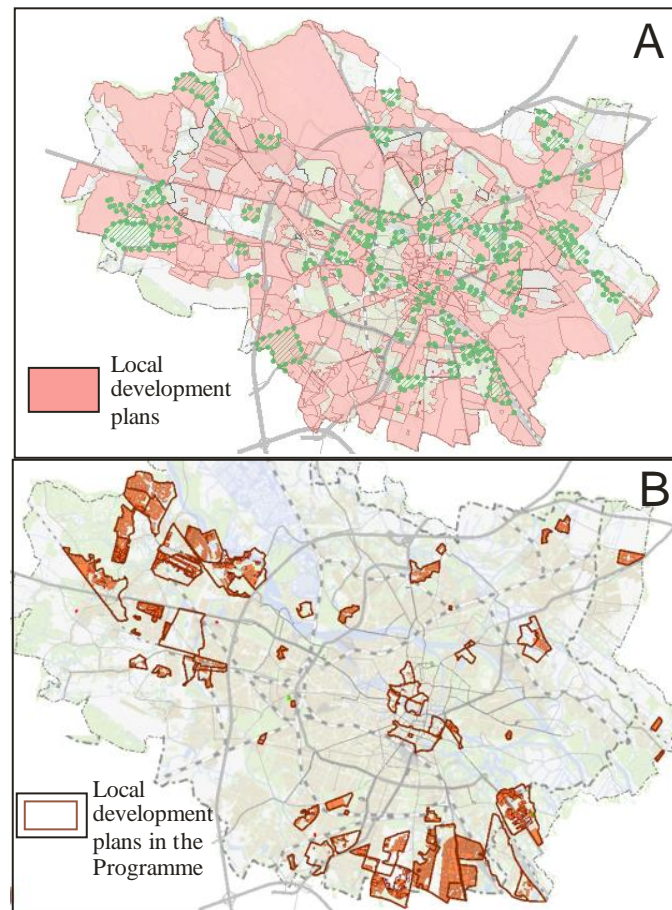 A
Local
development
plans
B
Local
development
plans in the
Programme